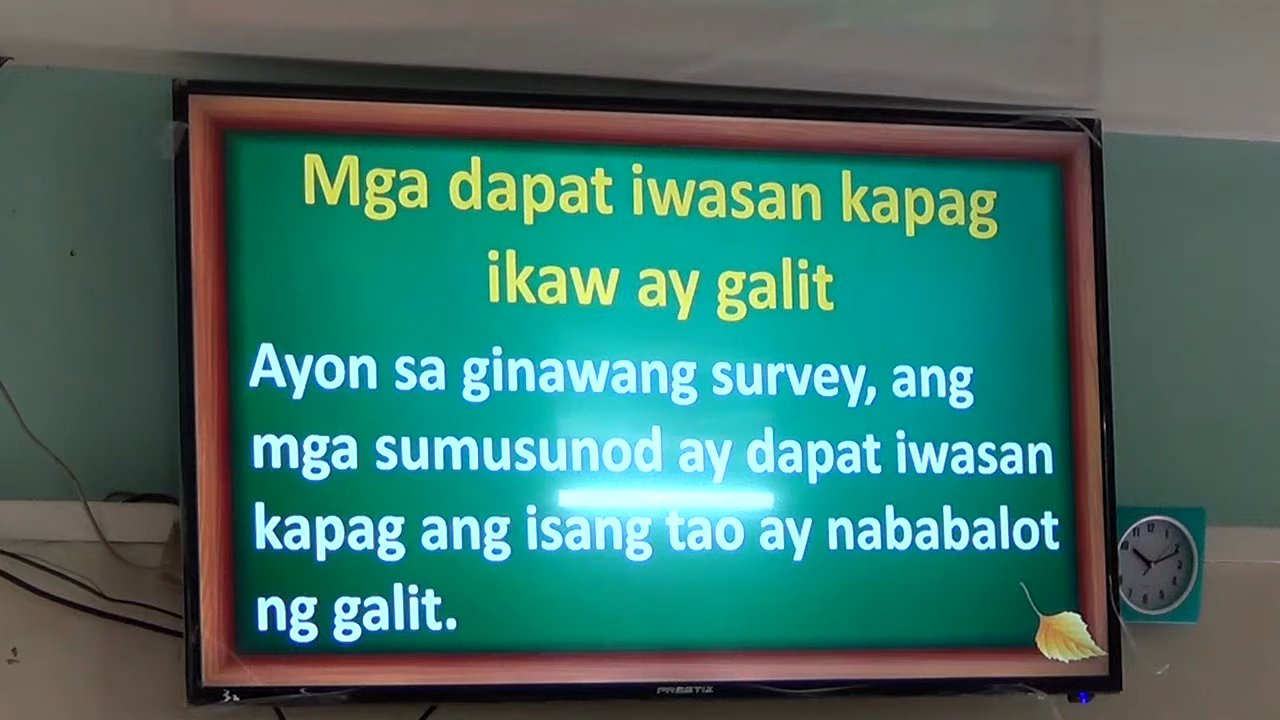 Mga dapat iwasan kapag
ikaw ay galit
Ayon sa ginawang survey, ang
mga sumusunod ay dapat iwasan
kapag ang isang tao ay nababalot
ng galit.
PRESTIZ